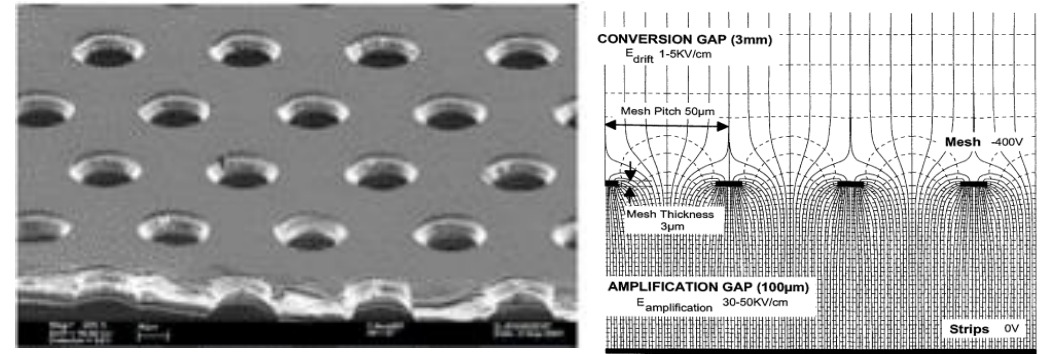 CONVERSION GAP (3mm)
E drift 1-5KV/cm
Mesh Pitch 50µm
Mesh -400V
Mesh Thickness
3µm
AMPLIFICATION GAP (100µm)
E amplification 30-50KV/cm
Strips 0V